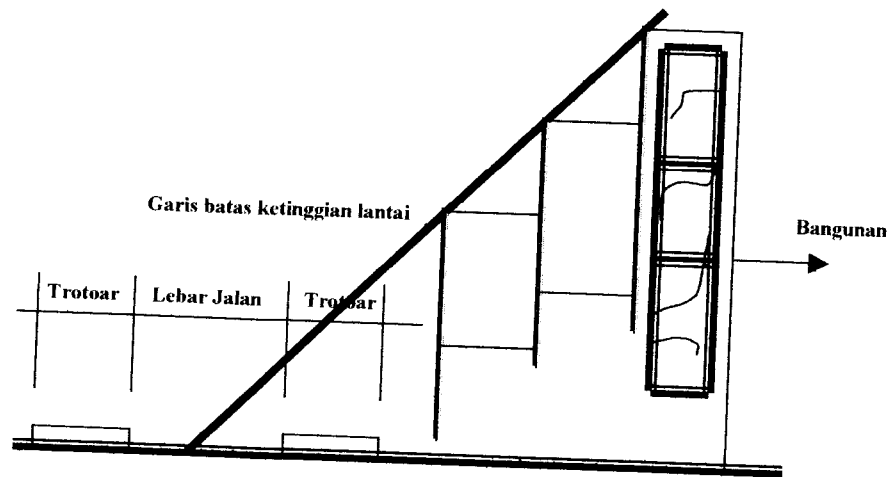 Garis batas ketinggian lantai
Bangunan
Trotoar
Lebar Jalan
Trotoar